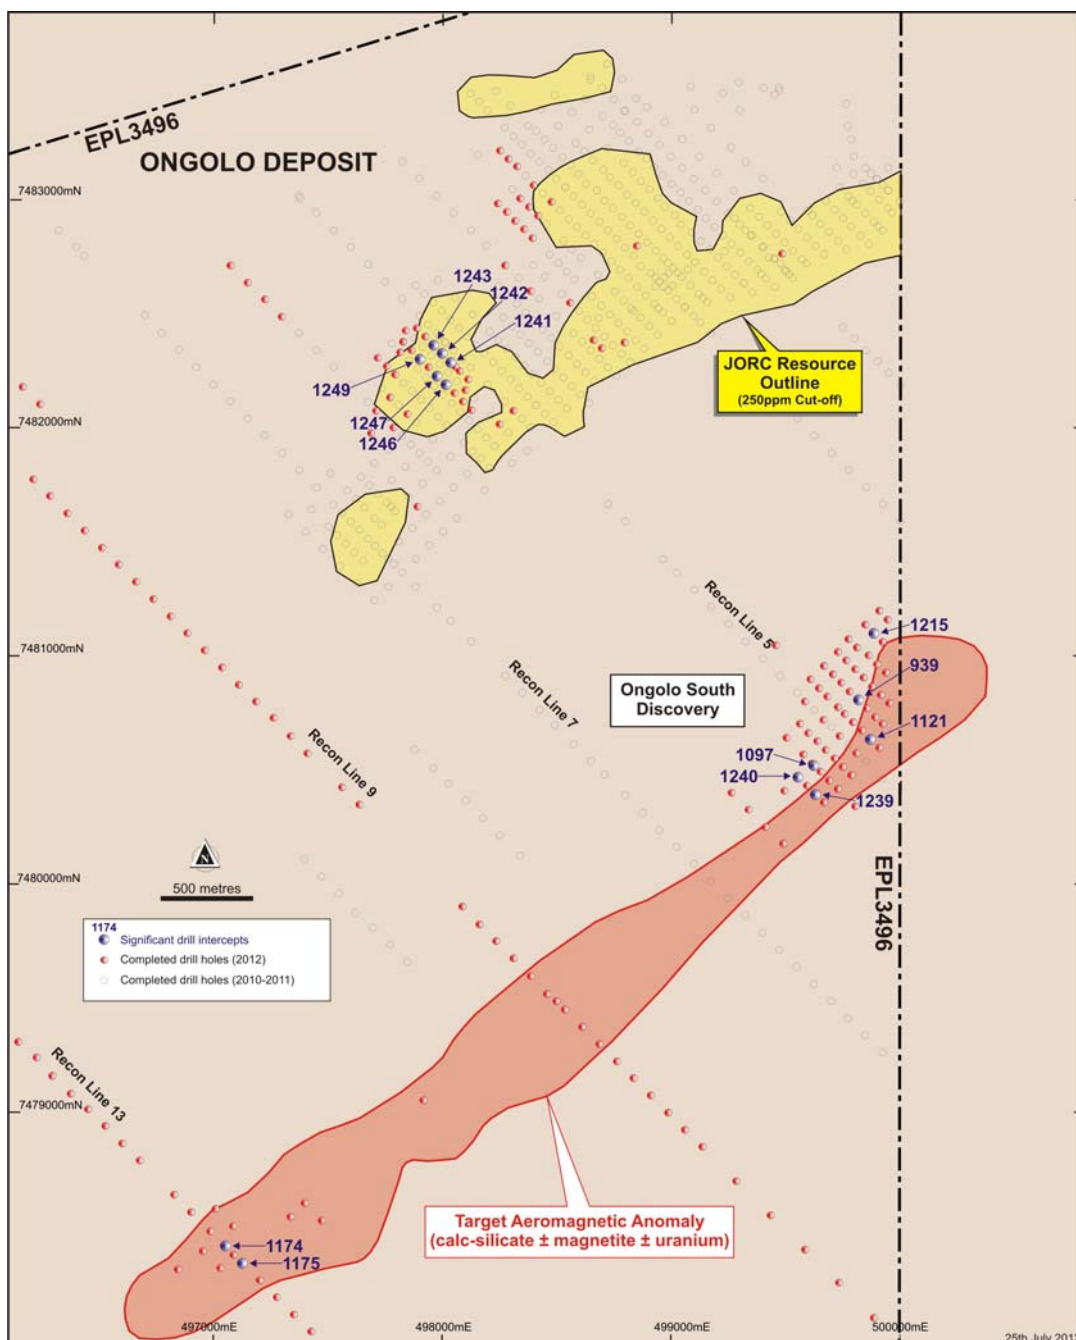 EPL3496
ONGOLO DEPOSIT
7483000mN
1243
1242
1241
1249
1247
1246
JORC Resource
Outline
(250ppm Cut-off)
7482000mN
Recon Line 5
1215
7481000mN
939
Ongolo South
Discovery
Recon Line 7
1121
1097
1240
1239
Recon Line 9
N
500 metres
7480000mN
EPL3496
1174
Significant drill intercepts
Completed drill holes (2012)
Completed drill holes (2010-2011)
Recon Line 13
7479000mN
Target Aeromagnetic Anomaly
(calc-silicate ± magnetite ± uranium)
1174
1175
497000mE
498000mE
499000mE
500000mE
25th July